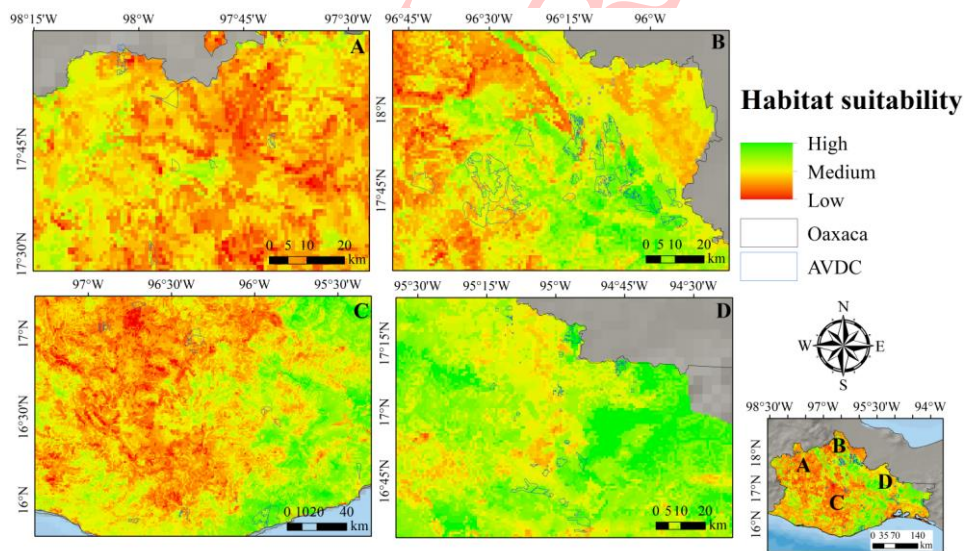 98°15'W 98°W 97°45'W 97°30'W
A
17°45'N
17°30'N
0 5 10 20
km
96°45'W 96°30'W 96°15'W 96°W
B
18°N
17°45'N
0 5 10 20
km
Habitat suitability
High
Medium
Low
Oaxaca
AVDC
97°W 96°30'W 96°W 95°30'W
C
17°N
16°30'N
16°N
0 1020 40
km
95°30'W 95°15'W 95°W 94°45'W 94°30'W
D
17°15'N
17°N
16°45'N
0 5 10 20
km
N
W E
S
98°30'W 97°W 95°30'W 94°W
18°N
17°N
16°N
A
B
C
D
0 35 70 140
km